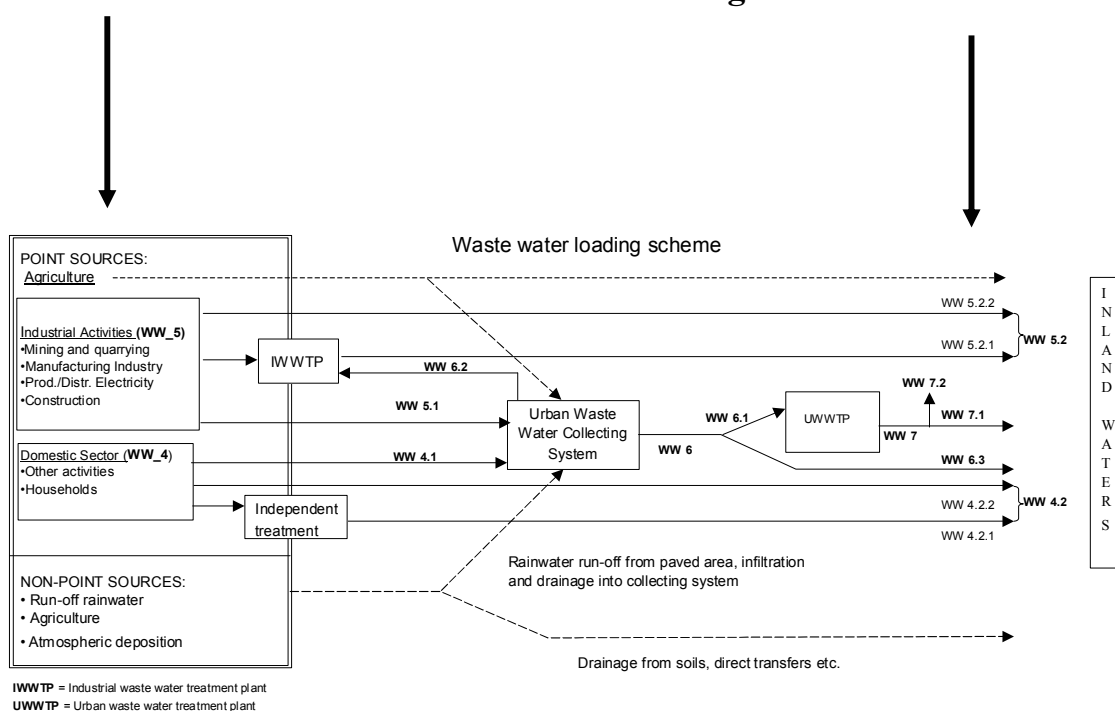 Waste water loading scheme
POINT SOURCES:
Agriculture
Industrial Activities (WW_5)
•Mining and quarrying
•Manufacturing Industry
•Prod./Distr. Electricity
•Construction
IWWTP
WW 6.2
WW 5.1
Domestic Sector (WW_4)
•Other activities
•Households
WW 4.1
Independent
treatment
Urban Waste
Water Collecting
System
WW 6
WW 6.1
UWWTP
WW 7
WW 7.2
WW 7.1
WW 6.3
WW 5.2.2
WW 5.2.1
WW 5.2
WW 4.2.2
WW 4.2.1
WW 4.2
INLAND WATERS
NON-POINT SOURCES:
• Run-off rainwater
• Agriculture
• Atmospheric deposition
Rainwater run-off from paved area, infiltration
and drainage into collecting system
Drainage from soils, direct transfers etc.
IWWTP = Industrial waste water treatment plant
UWWTP = Urban waste water treatment plant